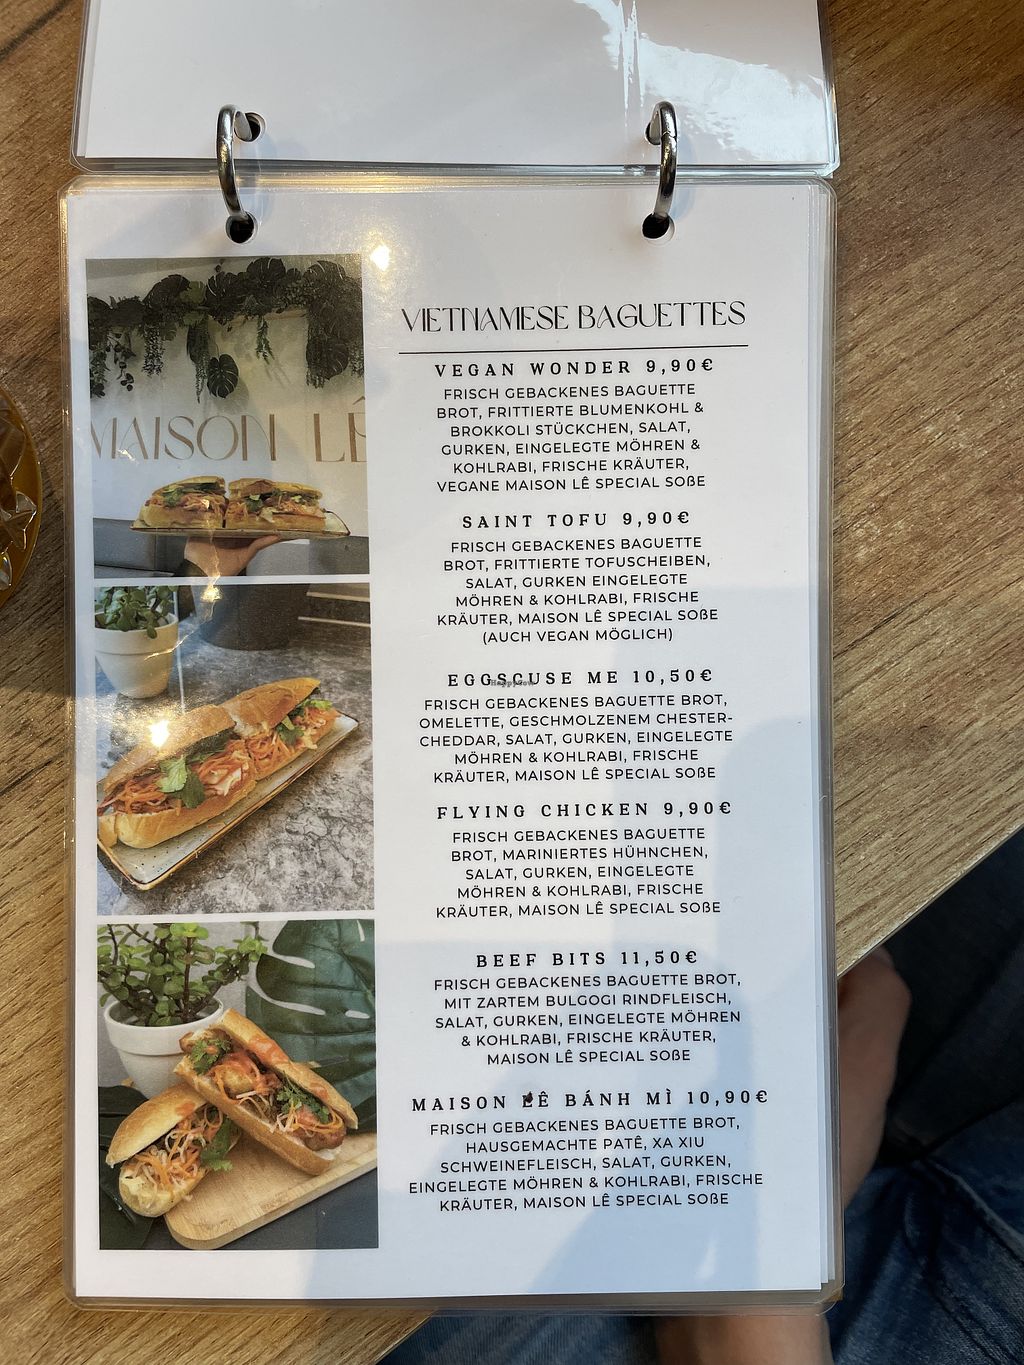 MAISON LÊ
VIETNAMESE BAGUETTES
VEGAN WONDER 9,90€
FRISCH GEBACKENES BAGUETTE
BROT, FRITTIERTE BLUMENKOHL &
BROKKOLI STÜCKCHEN, SALAT,
GURKEN, EINGELEGTE MÖHREN &
KOHLRABI, FRISCHE KRÄUTER,
VEGANE MAISON LÊ SPECIAL SOßE
SAINT TOFU 9,90€
FRISCH GEBACKENES BAGUETTE
BROT, FRITTIERTE TOFUSCHEIBEN,
SALAT, GURKEN EINGELEGTE
MÖHREN & KOHLRABI, FRISCHE
KRÄUTER, MAISON LÊ SPECIAL SOßE
(AUCH VEGAN MÖGLICH)
EGGSCUSE ME 10,50€
HappyCow
FRISCH GEBACKENES BAGUETTE BROT,
OMELETTE, GESCHMOLZENEM CHESTER-
CHEDDAR, SALAT, GURKEN, EINGELEGTE
MÖHREN & KOHLRABI, FRISCHE
KRÄUTER, MAISON LÊ SPECIAL SOßE
FLYING CHICKEN 9,90€
FRISCH GEBACKENES BAGUETTE
BROT, MARINIERTES HÜHNCHEN,
SALAT, GURKEN, EINGELEGTE
MÖHREN & KOHLRABI, FRISCHE
KRÄUTER, MAISON LÊ SPECIAL SOßE
BEEF BITS 11,50€
FRISCH GEBACKENES BAGUETTE BROT,
MIT ZARTEM BULGOGI RINDFLEISCH,
SALAT, GURKEN, EINGELEGTE MÖHREN
& KOHLRABI, FRISCHE KRÄUTER,
MAISON LÊ SPECIAL SOßE
MAISON LÊ BÁNH MÌ 10,90€
FRISCH GEBACKENES BAGUETTE BROT,
HAUSGEMACHTE PATÊ, XA XIU
SCHWEINEFLEISCH, SALAT, GURKEN,
EINGELEGTE MÖHREN & KOHLRABI, FRISCHE
KRÄUTER, MAISON LÊ SPECIAL SOßE